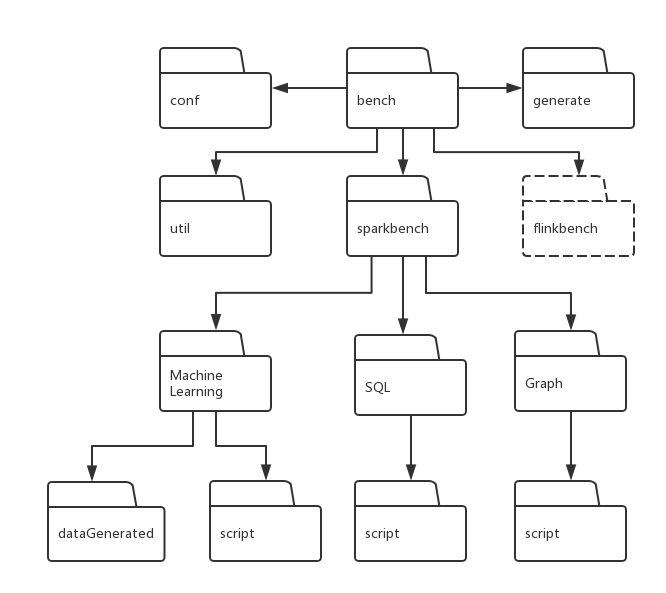 conf
bench
generate
util
sparkbench
flinkbench
Machine
Learning
SQL
Graph
dataGenerated
script
script
script